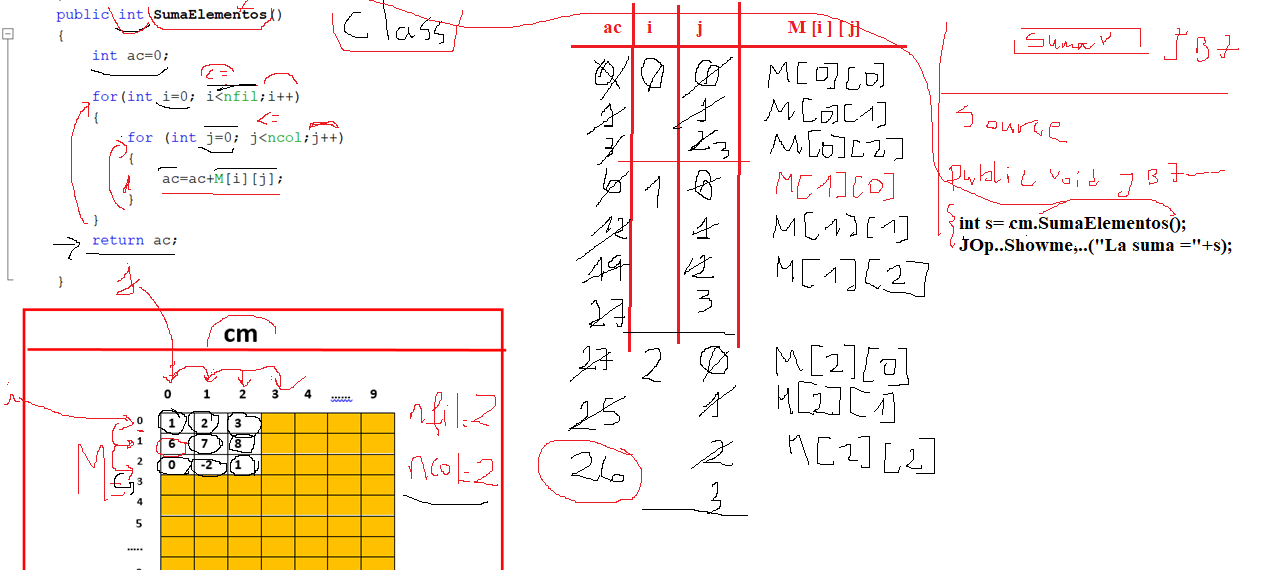 public int SumaElementos()
{
int ac=0;
<=
for(int i=0; i<nfil;i++)
{
<=
for (int j=0; j<ncol;j++)
{
ac=ac+M[i][j];
}
}
return ac;
}
Class
cm
0 1 2 3 4 ...... 9
0 1 2 3
1 6 7 8
2 0 -2 1
3
4
5
.....
i
M
nfil:2
ncol:2
ac i j M [i ] [ j]
0 0 0 M[0][0]
1 1 M[0][1]
3 2 3 M[0][2]
6 1 0 M[1][0]
12 1 M[1][1]
19 2 M[1][2]
27 3
27 2 0 M[2][0]
25 1 M[2][1]
26 2 M[2][2]
3
Sumar JB7
Source
public void JB7
{
int s= cm.SumaElementos();
JOp..Showme,..("La suma ="+s);